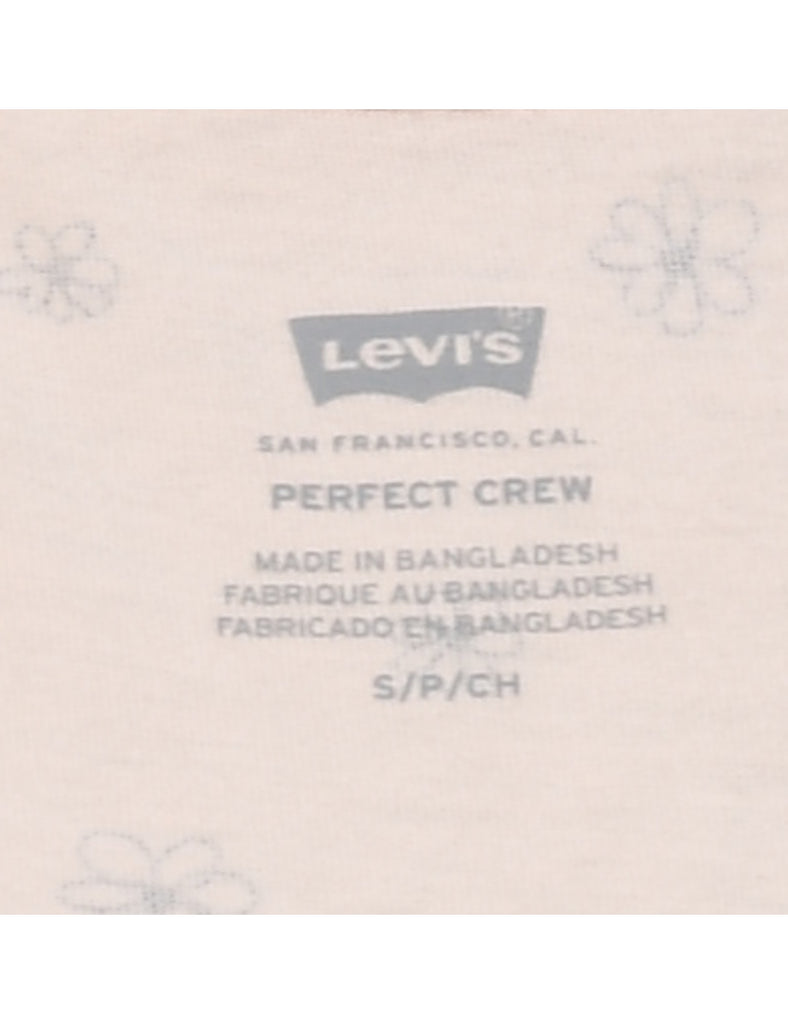 Levi's®
SAN FRANCISCO, CAL.
PERFECT CREW
MADE IN BANGLADESH
FABRIQUE AU BANGLADESH
FABRICADO EN BANGLADESH
S/P/CH